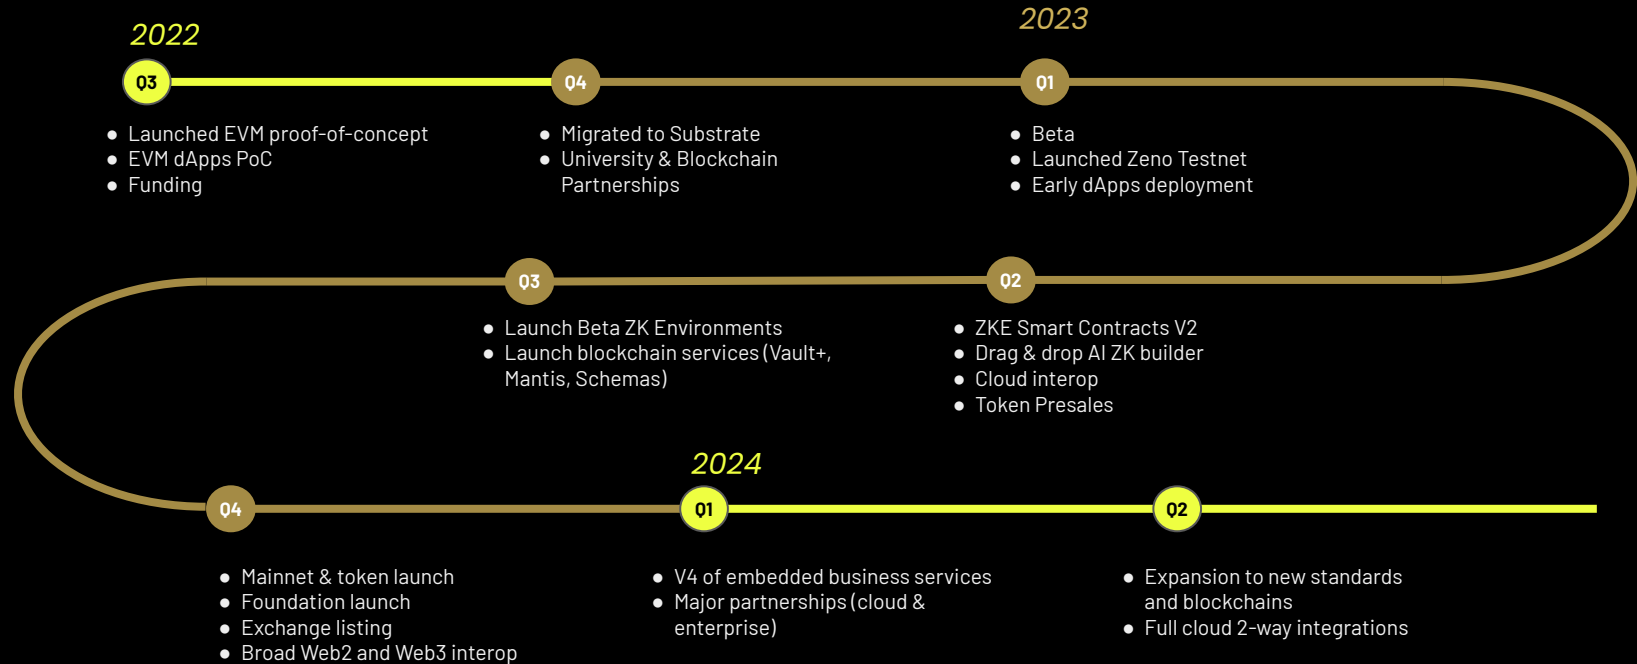 2022
2023
Q3
Q4
Q1
● Launched EVM proof-of-concept
● EVM dApps PoC
● Funding
● Migrated to Substrate
● University & Blockchain
Partnerships
● Beta
● Launched Zeno Testnet
● Early dApps deployment
Q3
Q2
● Launch Beta ZK Environments
● Launch blockchain services (Vault+,
Mantis, Schemas)
● ZKE Smart Contracts V2
● Drag & drop AI ZK builder
● Cloud interop
● Token Presales
2024
Q4
Q1
Q2
● Mainnet & token launch
● Foundation launch
● Exchange listing
● Broad Web2 and Web3 interop
● V4 of embedded business services
● Major partnerships (cloud &
enterprise)
● Expansion to new standards
and blockchains
● Full cloud 2-way integrations